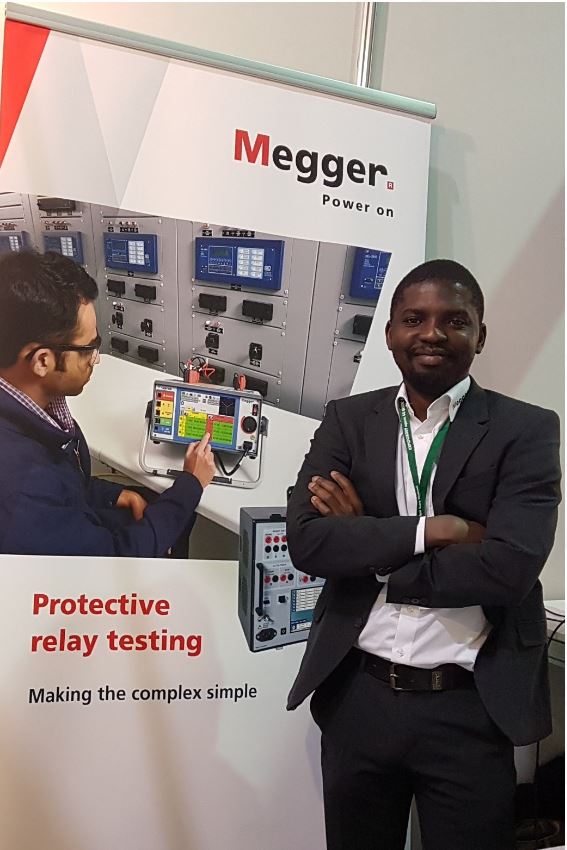 Megger
Power on
Protective
relay testing
Making the complex simple